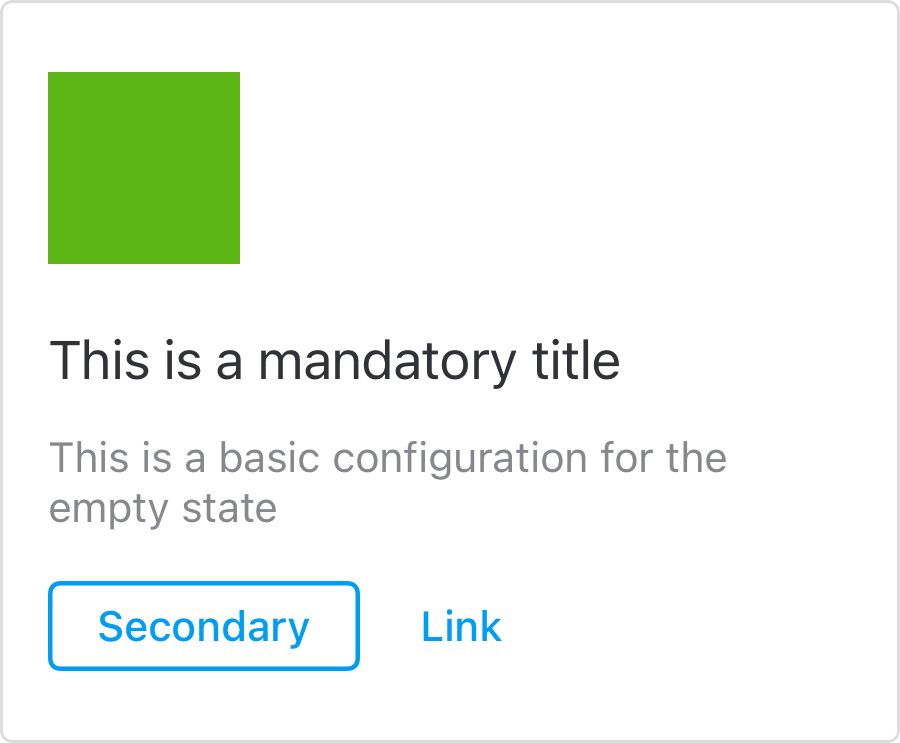 This is a mandatory title
This is a basic configuration for the
empty state
Secondary
Link